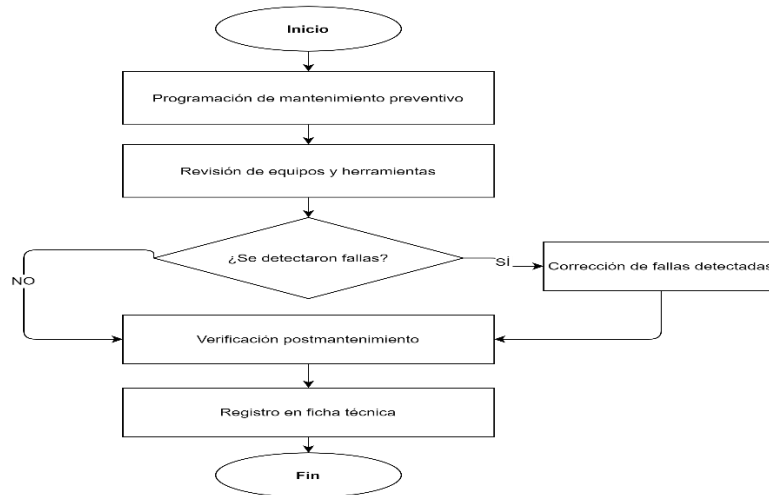 Inicio
Programación de mantenimiento preventivo
Revisión de equipos y herramientas
¿Se detectaron fallas?
NO
SÍ
Corrección de fallas detectadas
Verificación postmantenimiento
Registro en ficha técnica
Fin